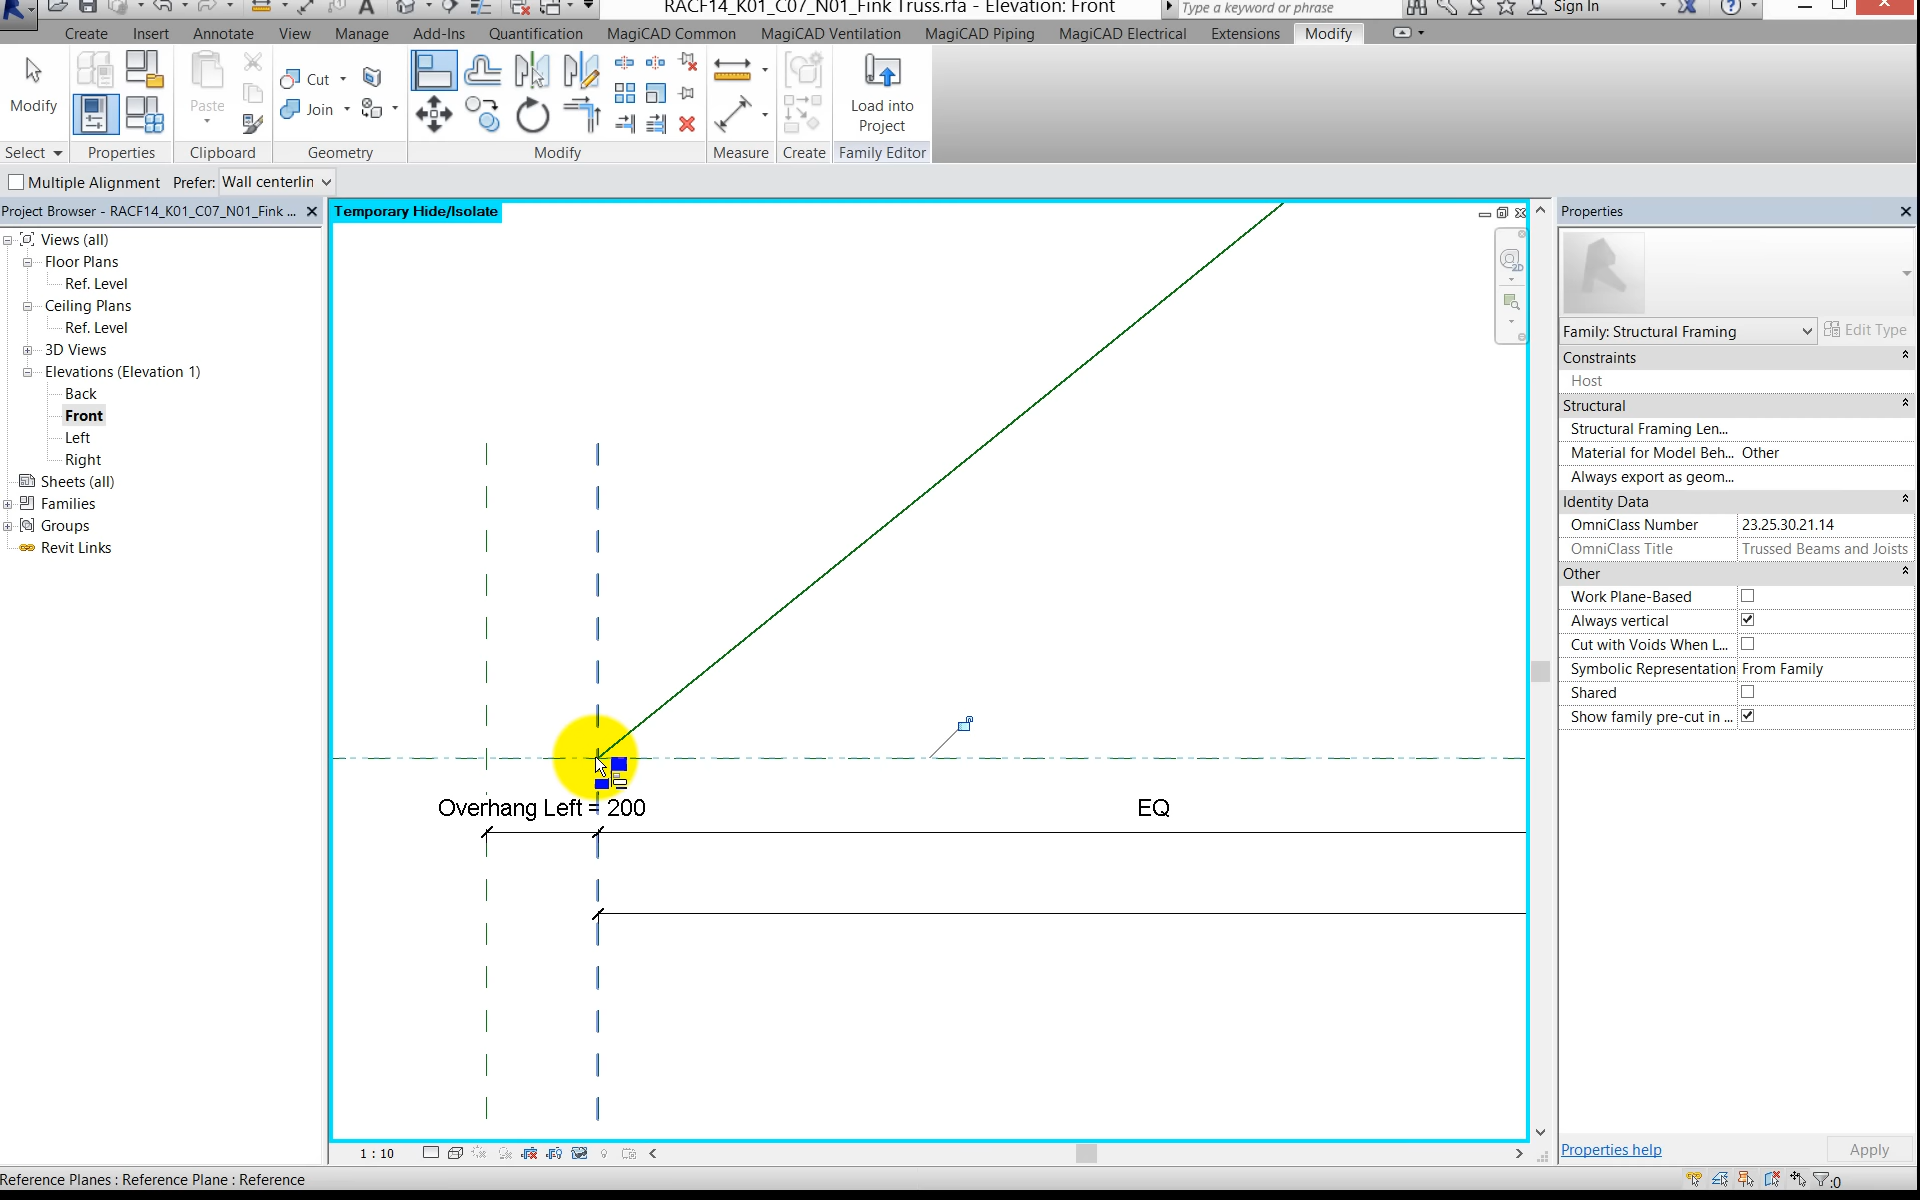 RACF14_K01_C07_N01_Fink Truss.rfa - Elevation: Front
Type a keyword or phrase
Sign In
Create Insert Annotate View Manage Add-Ins Quantification MagiCAD Common MagiCAD Ventilation MagiCAD Piping MagiCAD Electrical Extensions Modify
Modify
Paste
Cut
Join
Load into
Project
Select Properties Clipboard Geometry Modify Measure Create Family Editor
Multiple Alignment Prefer: Wall centerlin
Project Browser - RACF14_K01_C07_N01_Fink ...
Views (all)
Floor Plans
Ref. Level
Ceiling Plans
Ref. Level
3D Views
Elevations (Elevation 1)
Back
Front
Left
Right
Sheets (all)
Families
Groups
Revit Links
Temporary Hide/Isolate
2D
Overhang Left = 200
EQ
1 : 10
Properties
Family: Structural Framing
Edit Type
Constraints
Host
Structural
Structural Framing Len...
Material for Model Beh... Other
Always export as geom...
Identity Data
OmniClass Number 23.25.30.21.14
OmniClass Title Trussed Beams and Joists
Other
Work Plane-Based
Always vertical
Cut with Voids When L...
Symbolic Representation From Family
Shared
Show family pre-cut in ...
Properties help
Apply
Reference Planes : Reference Plane : Reference
:0